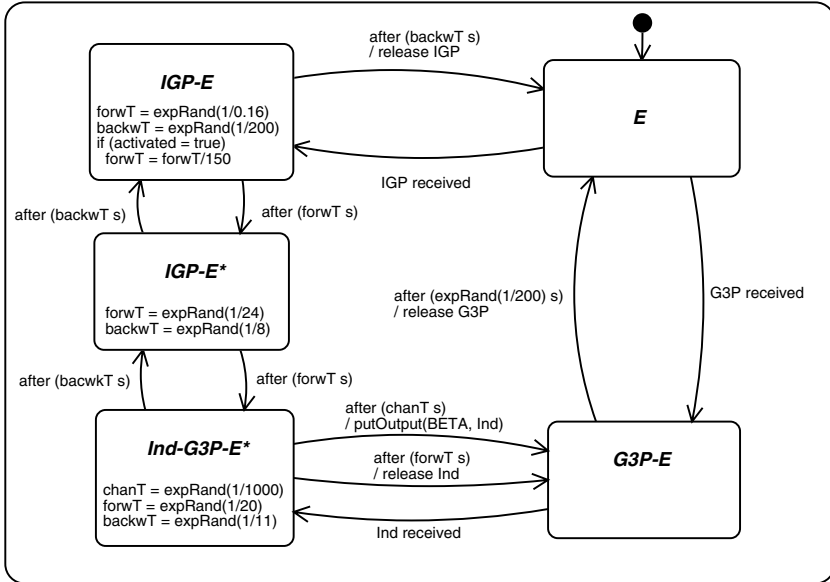 after (backwT s)
/ release IGP
IGP-E
forwT = expRand(1/0.16)
backwT = expRand(1/200)
if (activated = true)
forwT = forwT/150
E
IGP received
after (backwT s)
after (forwT s)
IGP-E*
forwT = expRand(1/24)
backwT = expRand(1/8)
after (expRand(1/200) s)
/ release G3P
G3P received
after (bacwkT s)
after (forwT s)
after (chanT s)
/ putOutput(BETA, Ind)
Ind-G3P-E*
chanT = expRand(1/1000)
forwT = expRand(1/20)
backwT = expRand(1/11)
after (forwT s)
/ release Ind
G3P-E
Ind received